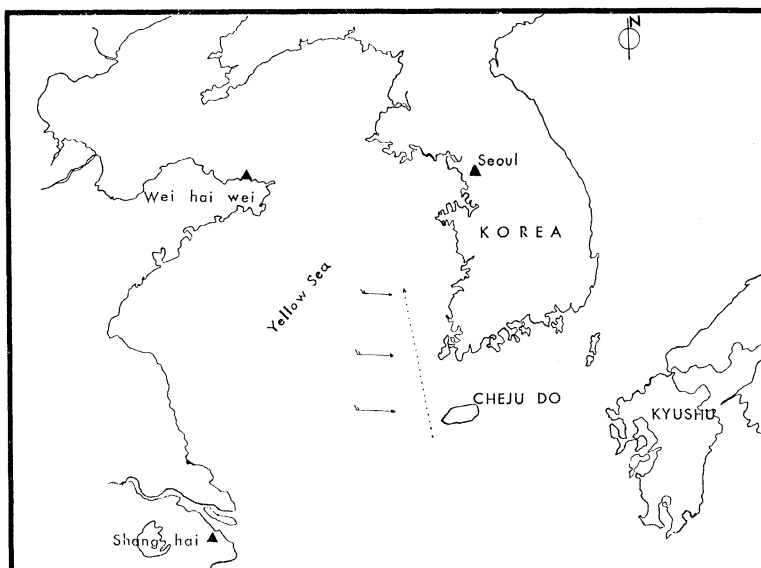 N
Seoul
Wei hai wei
KOREA
Yellow Sea
CHEJU DO
KYUSHU
Shang hai